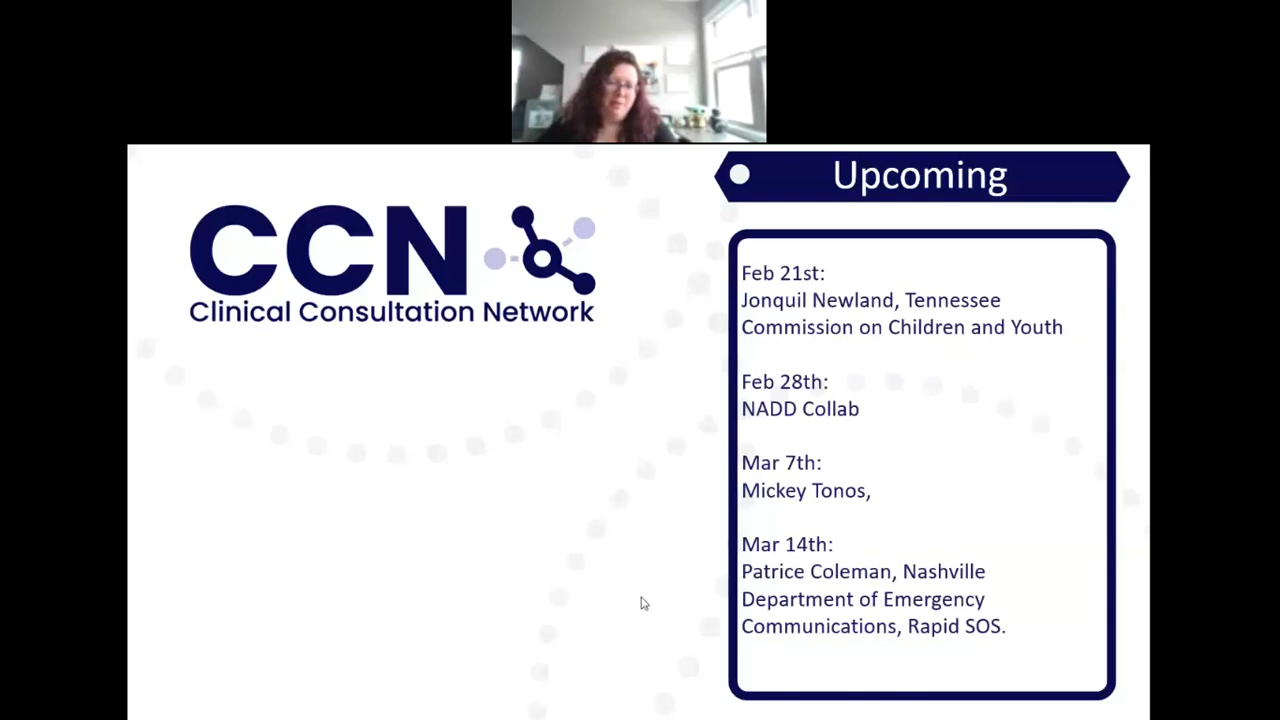 CCN
Clinical Consultation Network
Upcoming
Feb 21st:
Jonquil Newland, Tennessee
Commission on Children and Youth
Feb 28th:
NADD Collab
Mar 7th:
Mickey Tonos,
Mar 14th:
Patrice Coleman, Nashville
Department of Emergency
Communications, Rapid SOS.